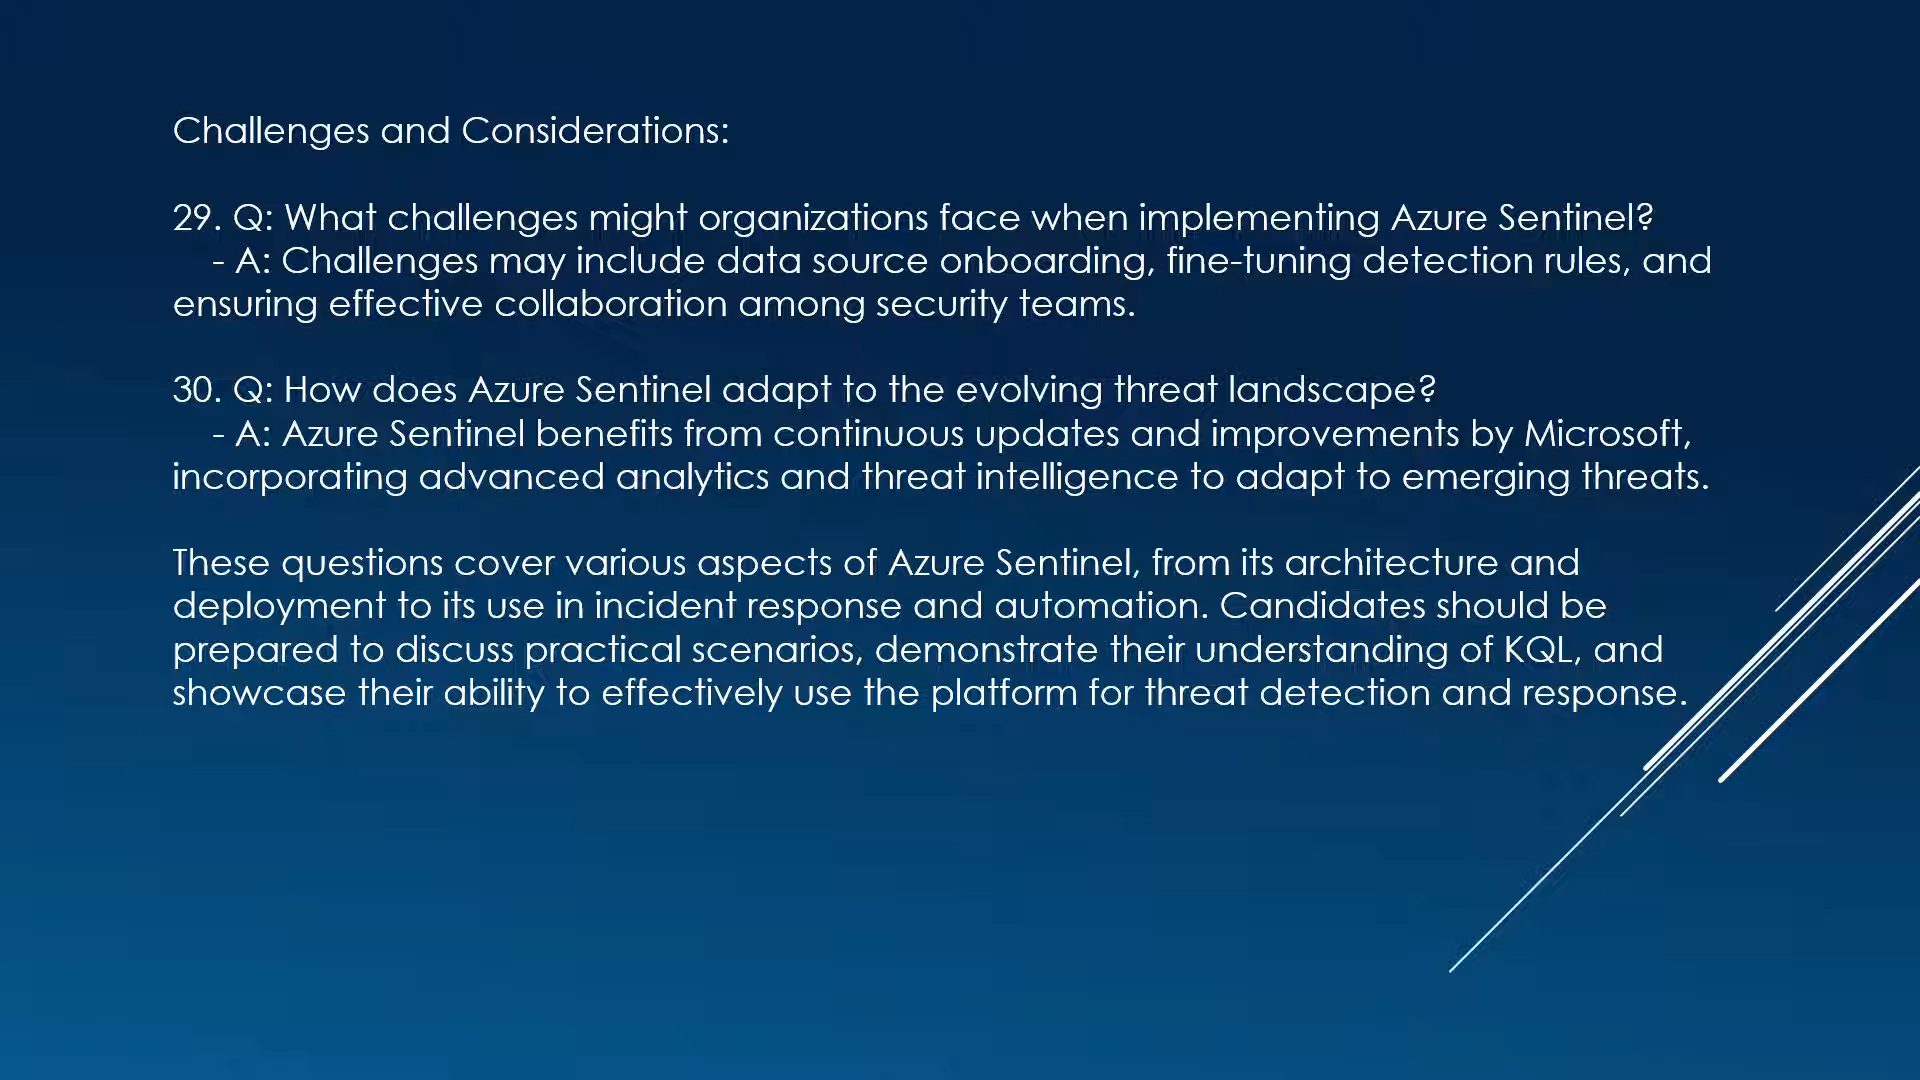 Challenges and Considerations:
29. Q: What challenges might organizations face when implementing Azure Sentinel?
- A: Challenges may include data source onboarding, fine-tuning detection rules, and
ensuring effective collaboration among security teams.
30. Q: How does Azure Sentinel adapt to the evolving threat landscape?
- A: Azure Sentinel benefits from continuous updates and improvements by Microsoft,
incorporating advanced analytics and threat intelligence to adapt to emerging threats.
These questions cover various aspects of Azure Sentinel, from its architecture and
deployment to its use in incident response and automation. Candidates should be
prepared to discuss practical scenarios, demonstrate their understanding of KQL, and
showcase their ability to effectively use the platform for threat detection and response.